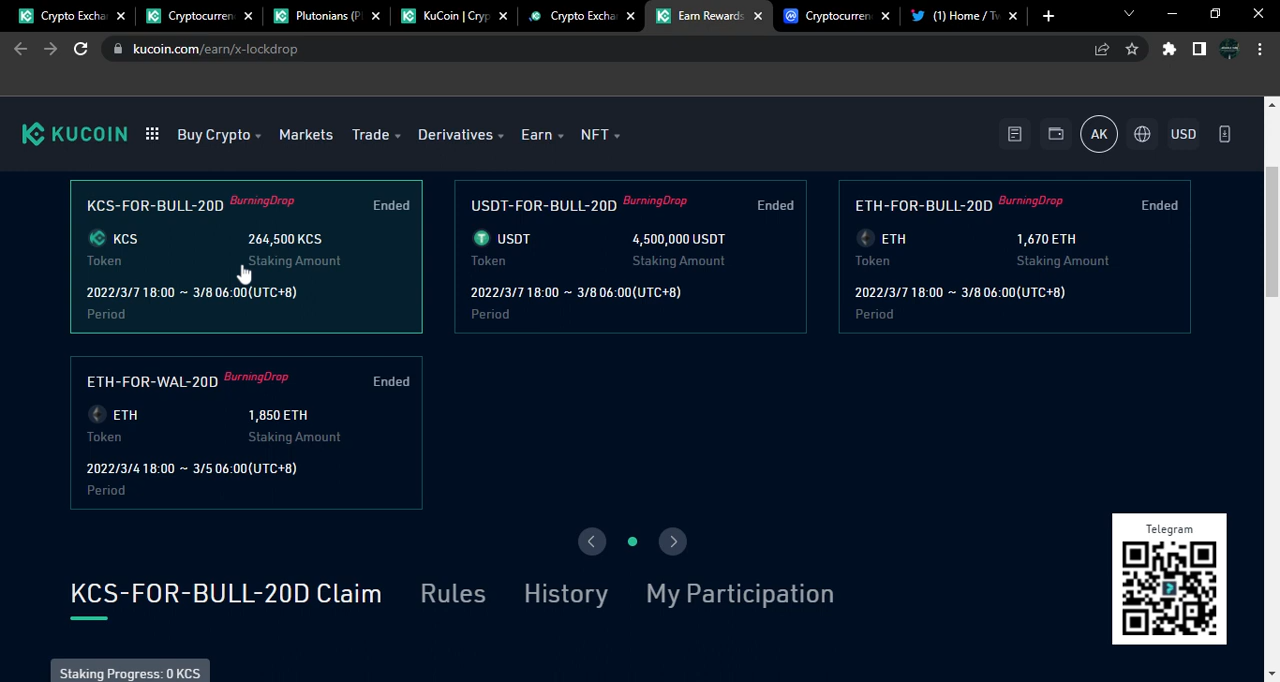 Crypto Excha
Cryptocurren
Plutonians (P
KuCoin | Cryp
Crypto Excha
Earn Rewards
Cryptocurren
(1) Home / Tw
kucoin.com/earn/x-lockdrop
KUCOIN
Buy Crypto
Markets
Trade
Derivatives
Earn
NFT
AK
USD
KCS-FOR-BULL-20D BurningDrop Ended
KCS 264,500 KCS
Token Staking Amount
2022/3/7 18:00 ~ 3/8 06:00(UTC+8)
Period
USDT-FOR-BULL-20D BurningDrop Ended
USDT 4,500,000 USDT
Token Staking Amount
2022/3/7 18:00 ~ 3/8 06:00(UTC+8)
Period
ETH-FOR-BULL-20D BurningDrop Ended
ETH 1,670 ETH
Token Staking Amount
2022/3/7 18:00 ~ 3/8 06:00(UTC+8)
Period
ETH-FOR-WAL-20D BurningDrop Ended
ETH 1,850 ETH
Token Staking Amount
2022/3/4 18:00 ~ 3/5 06:00(UTC+8)
Period
Telegram
KCS-FOR-BULL-20D Claim Rules History My Participation
Staking Progress: 0 KCS